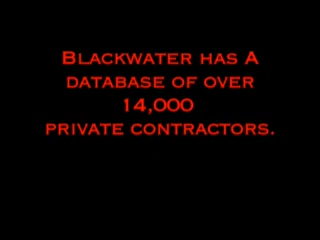 Blackwater has A
database of over
14,000
private contractors.